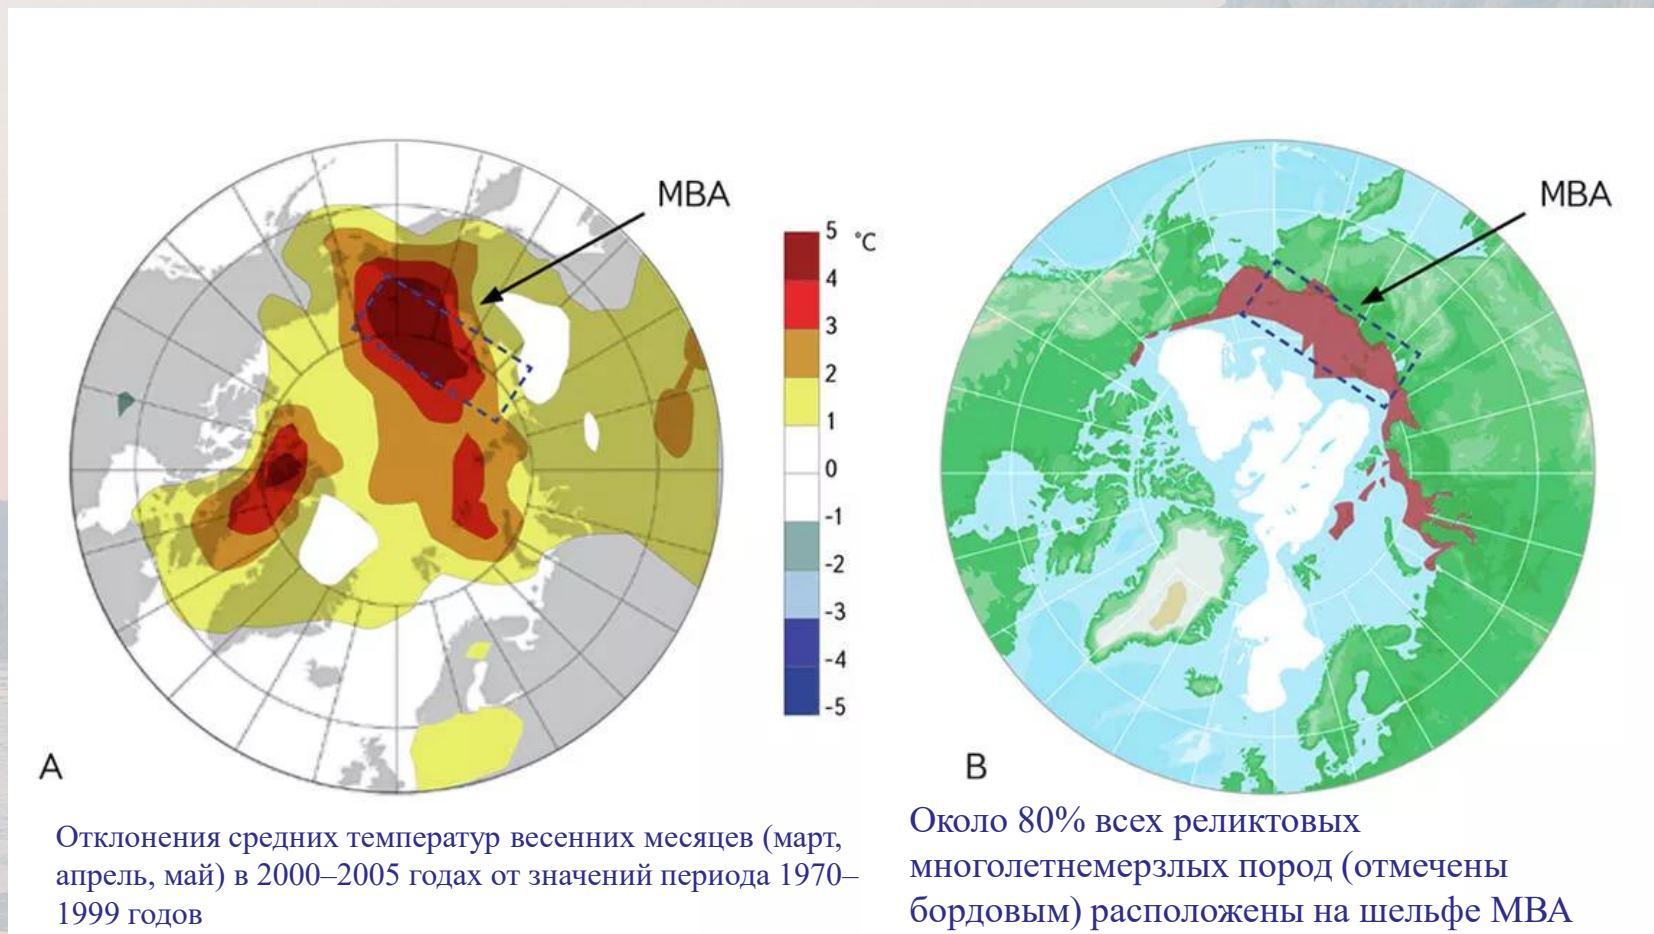 МВА
5
°C
4
3
2
1
0
-1
-2
-3
-4
-5
A
Отклонения средних температур весенних месяцев (март,
апрель, май) в 2000–2005 годах от значений периода 1970–
1999 годов
МВА
B
Около 80% всех реликтовых
многолетнемерзлых пород (отмечены
бордовым) расположены на шельфе МВА